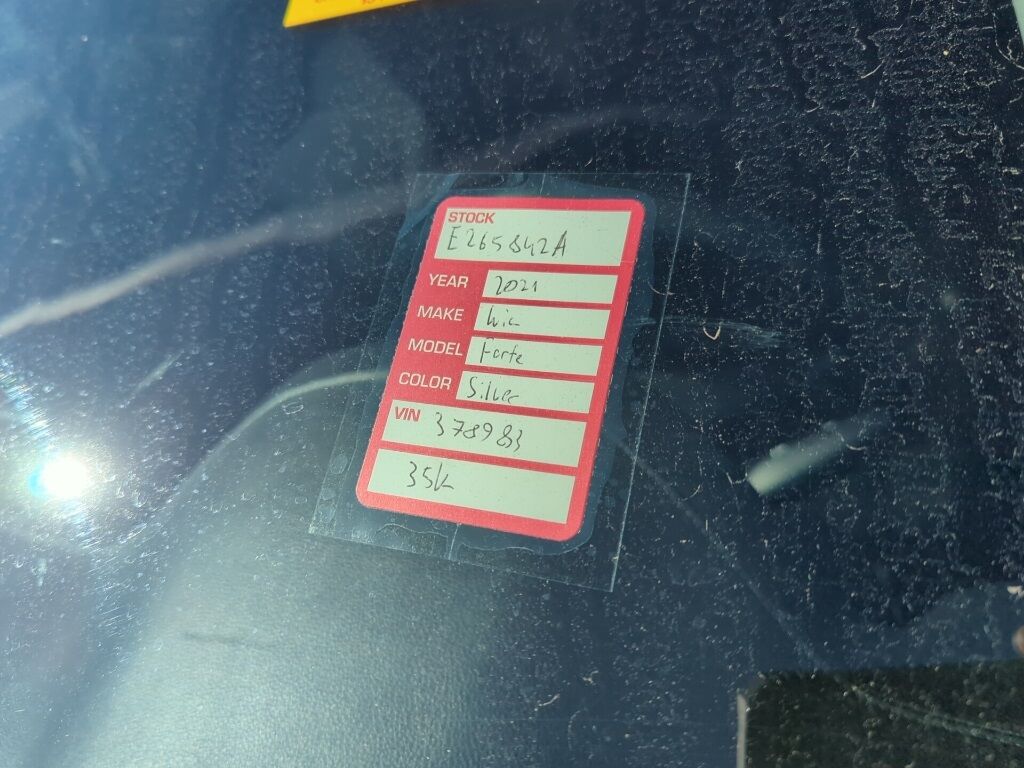 STOCK
E265842A
YEAR 2021
MAKE Kia
MODEL Forte
COLOR Silver
VIN 378983
35K